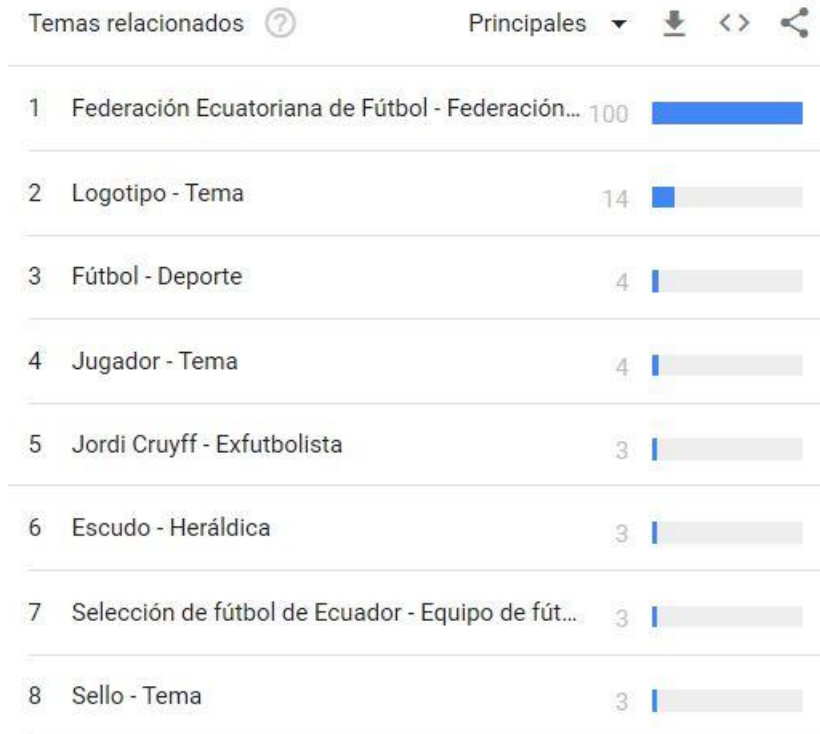 Temas relacionados ? Principales
1 Federación Ecuatoriana de Fútbol - Federación... 100
2 Logotipo - Tema 14
3 Fútbol - Deporte 4
4 Jugador - Tema 4
5 Jordi Cruyff - Exfutbolista 3
6 Escudo - Heráldica 3
7 Selección de fútbol de Ecuador - Equipo de fút... 3
8 Sello - Tema 3